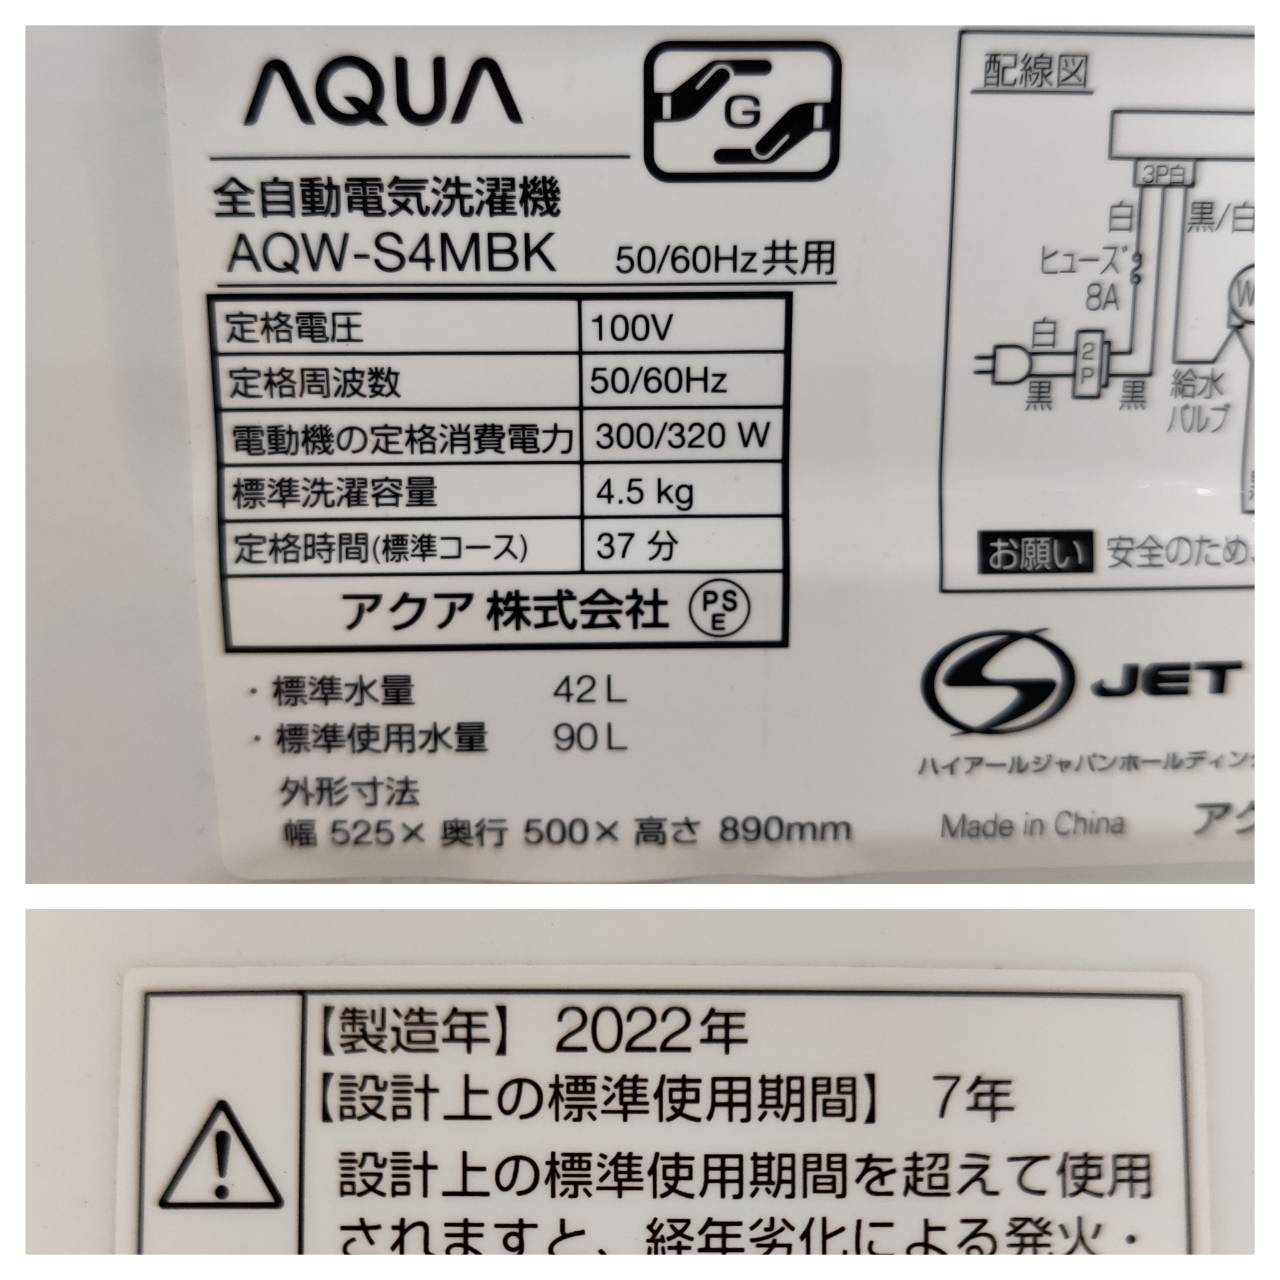 AQUA
G
全自動電気洗濯機
AQW-S4MBK 50/60Hz共用
定格電圧 100V
定格周波数 50/60Hz
電動機の定格消費電力 300/320 W
標準洗濯容量 4.5 kg
定格時間(標準コース) 37 分
アクア 株式会社 PSE
・標準水量 42L
・標準使用水量 90L
外形寸法
幅 525× 奥行 500× 高さ 890mm
配線図
3P白
白 黒/白
ヒューズ
8A
W
白
2P
黒 黒
給水
バルブ
お願い 安全のため、
JET
ハイアールジャパンホールディン
Made in China アク
【製造年】 2022年
【設計上の標準使用期間】 7年
設計上の標準使用期間を超えて使用
されますと、経年劣化による発火・